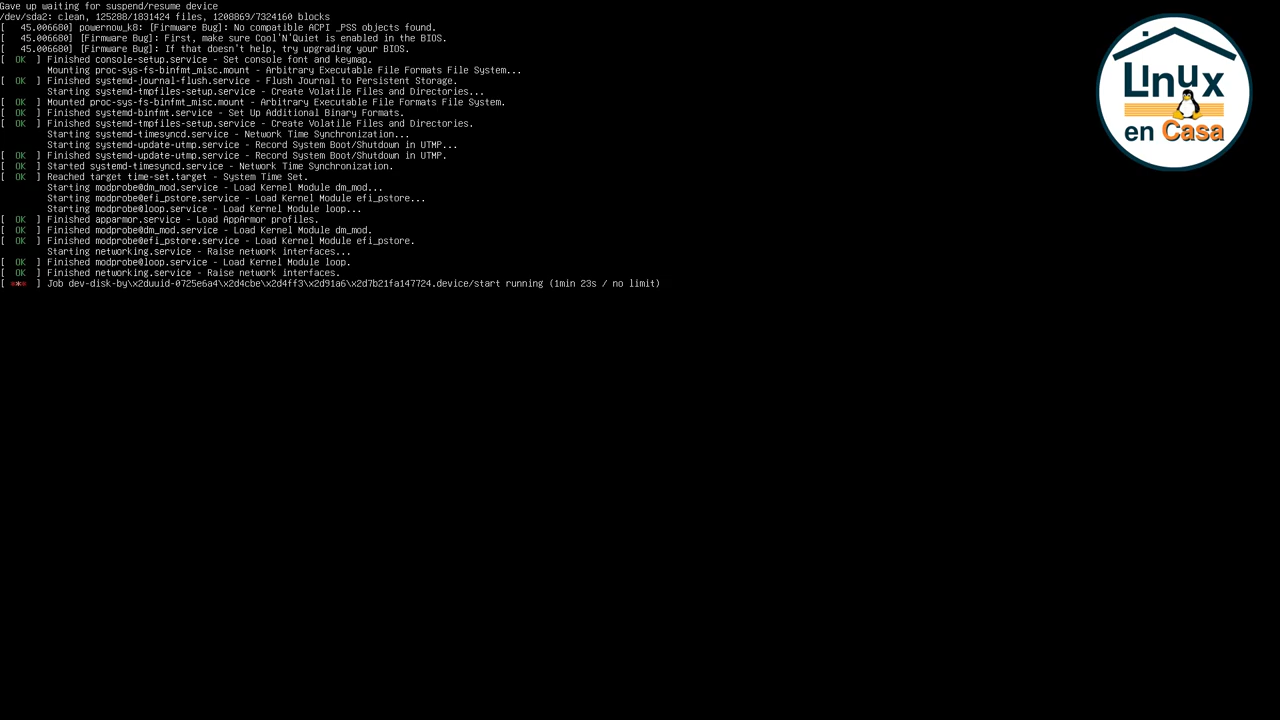 Gave up waiting for suspend/resume device
/dev/sda2: clean, 125288/1831424 files, 1208869/7324160 blocks
[   45.006680] powernow_k8: [Firmware Bug]: No compatible ACPI _PSS objects found.
[   45.006680] [Firmware Bug]: First, make sure Cool'N'Quiet is enabled in the BIOS.
[   45.006680] [Firmware Bug]: If that doesn't help, try upgrading your BIOS.
[  OK  ] Finished console-setup.service - Set console font and keymap.
Mounting proc-sys-fs-binfmt_misc.mount - Arbitrary Executable File Formats File System...
[  OK  ] Finished systemd-journal-flush.service - Flush Journal to Persistent Storage.
Starting systemd-tmpfiles-setup.service - Create Volatile Files and Directories...
[  OK  ] Mounted proc-sys-fs-binfmt_misc.mount - Arbitrary Executable File Formats File System.
[  OK  ] Finished systemd-binfmt.service - Set Up Additional Binary Formats.
[  OK  ] Finished systemd-tmpfiles-setup.service - Create Volatile Files and Directories.
Starting systemd-timesyncd.service - Network Time Synchronization...
Starting systemd-update-utmp.service - Record System Boot/Shutdown in UTMP...
[  OK  ] Finished systemd-update-utmp.service - Record System Boot/Shutdown in UTMP.
[  OK  ] Started systemd-timesyncd.service - Network Time Synchronization.
[  OK  ] Reached target time-set.target - System Time Set.
Starting modprobe@dm_mod.service - Load Kernel Module dm_mod...
Starting modprobe@efi_pstore.service - Load Kernel Module efi_pstore...
Starting modprobe@loop.service - Load Kernel Module loop...
[  OK  ] Finished apparmor.service - Load AppArmor profiles.
[  OK  ] Finished modprobe@dm_mod.service - Load Kernel Module dm_mod.
[  OK  ] Finished modprobe@efi_pstore.service - Load Kernel Module efi_pstore.
Starting networking.service - Raise network interfaces...
[  OK  ] Finished modprobe@loop.service - Load Kernel Module loop.
[  OK  ] Finished networking.service - Raise network interfaces.
[ *** ] Job dev-disk-by\x2duuid-0725e6a4\x2d4cbe\x2d4ff3\x2d91a6\x2d7b21fa147724.device/start running (1min 23s / no limit)
Linux
en Casa